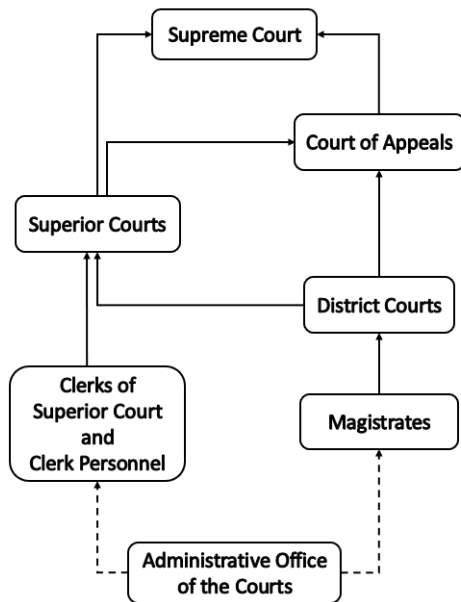 Supreme Court
Court of Appeals
Superior Courts
District Courts
Clerks of
Superior Court
and
Clerk Personnel
Magistrates
Administrative Office
of the Courts